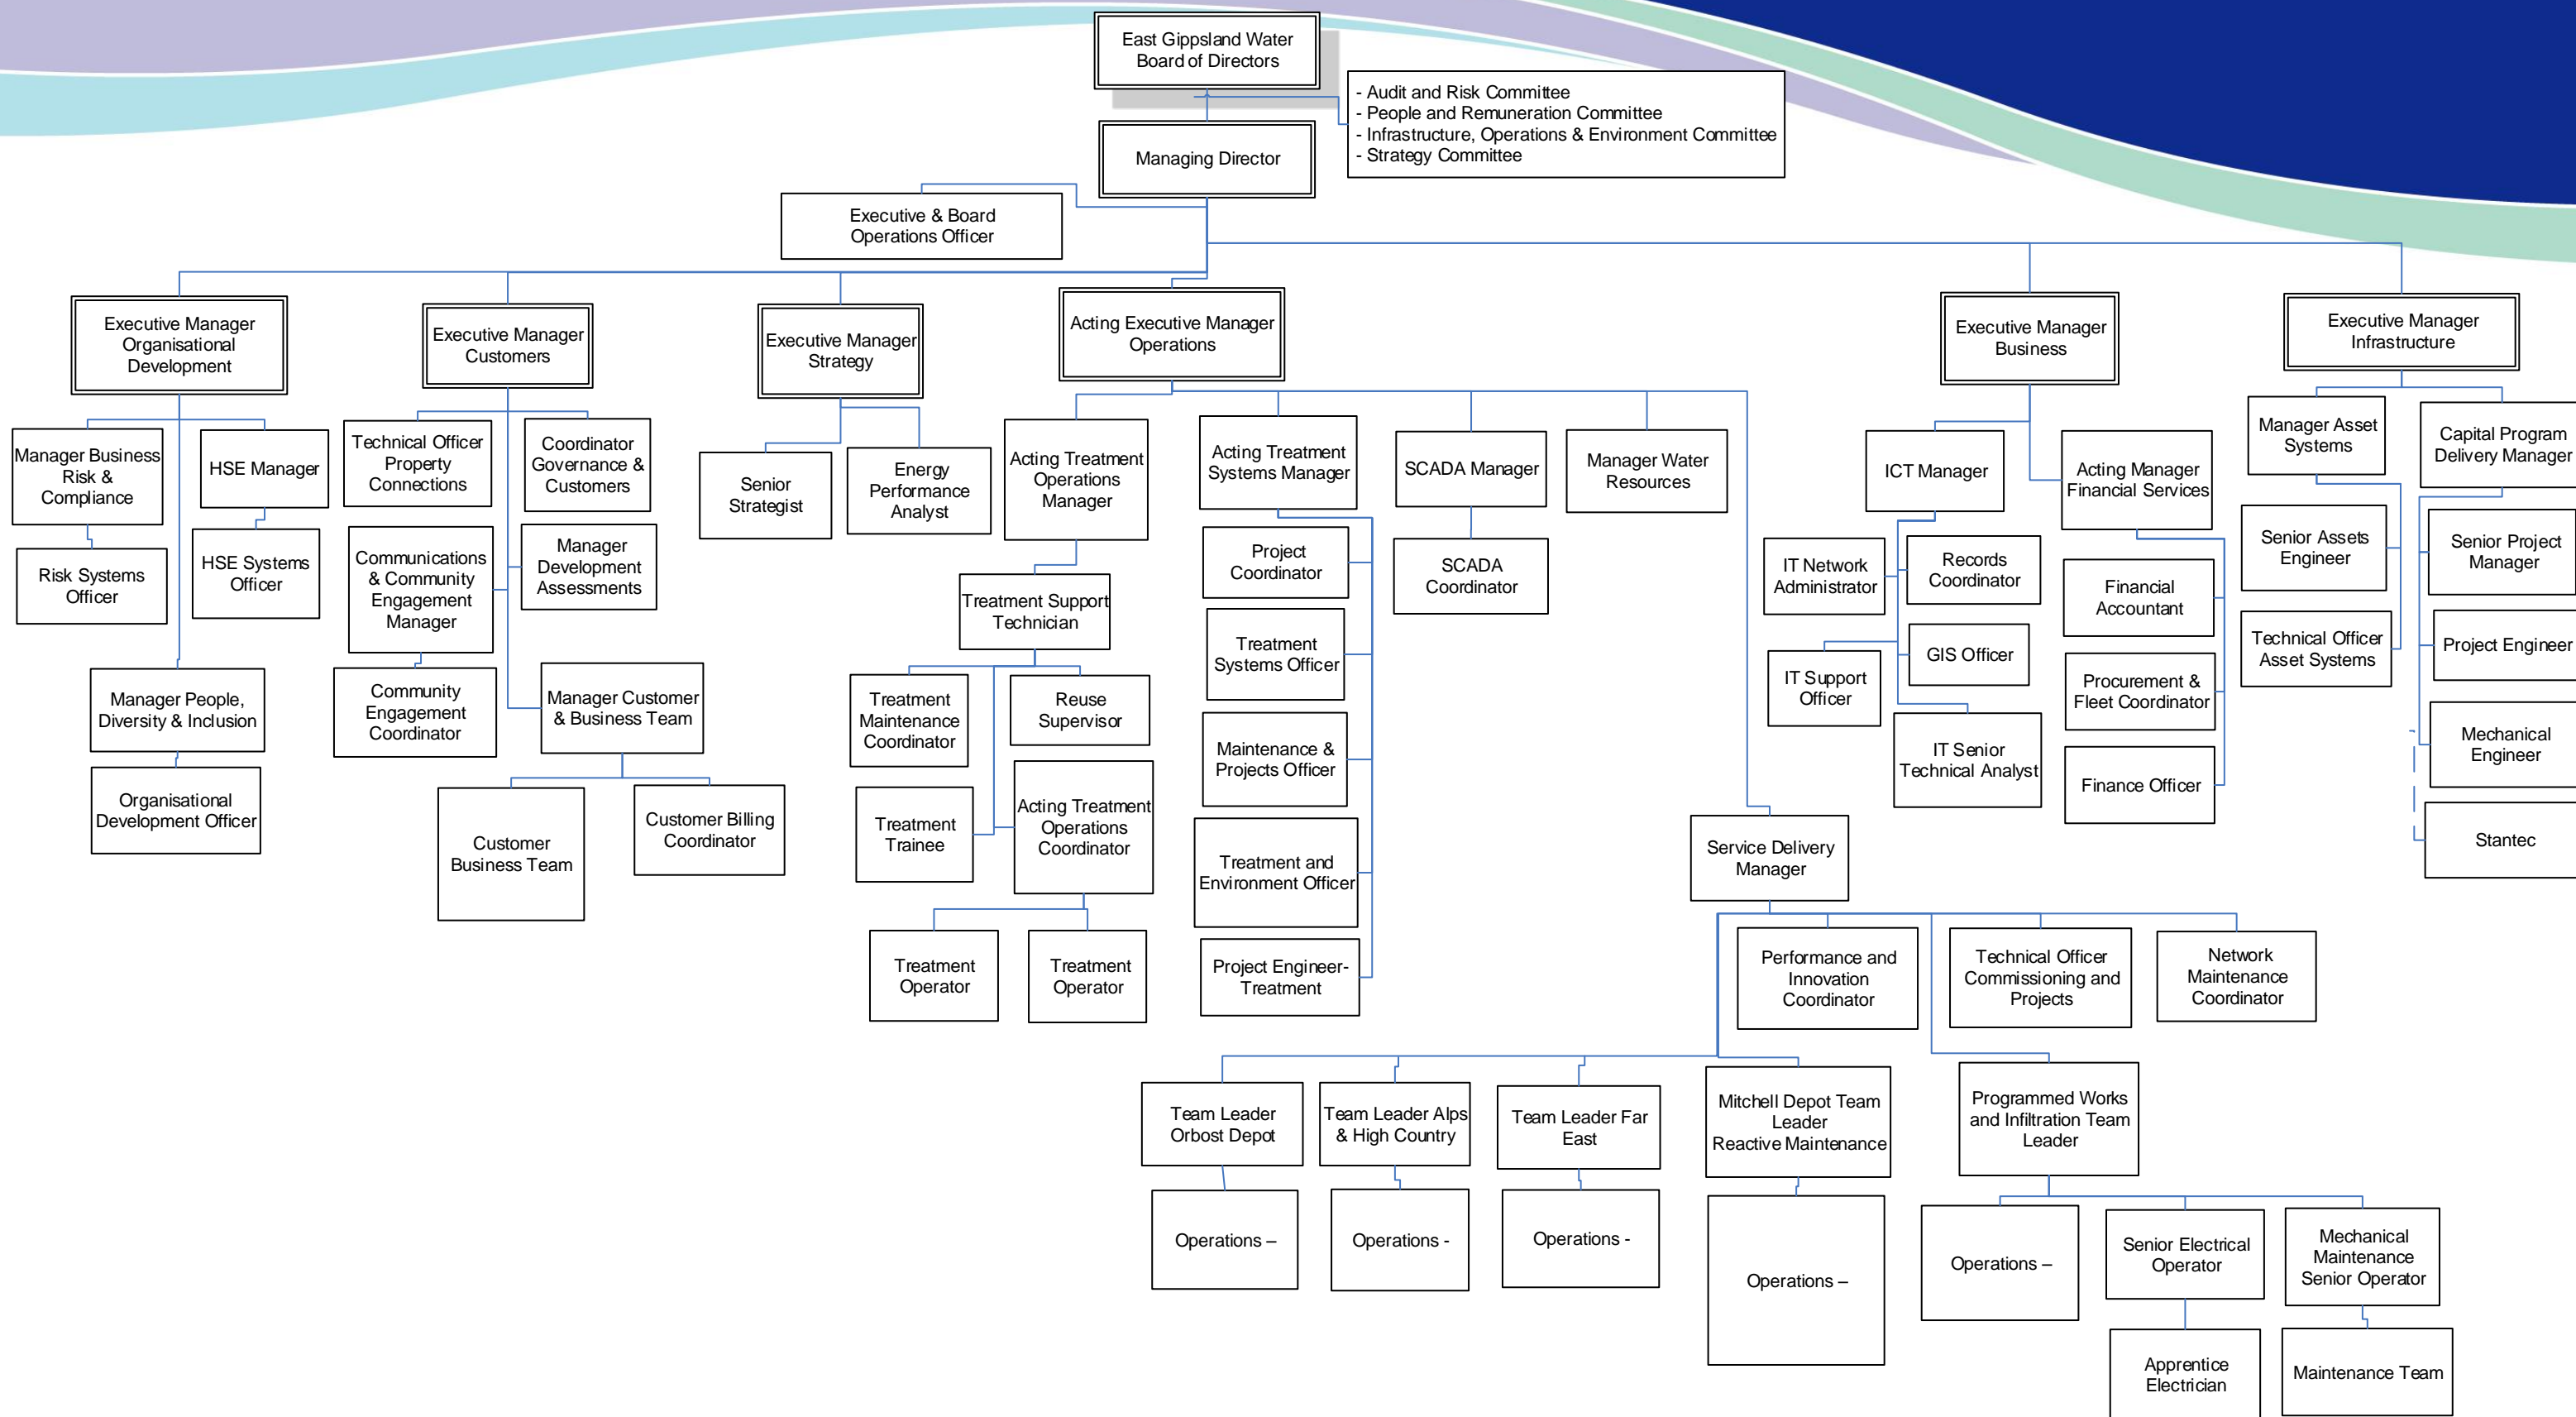 East Gippsland Water
Board of Directors
- Audit and Risk Committee
- People and Remuneration Committee
- Infrastructure, Operations & Environment Committee
- Strategy Committee
Managing Director
Executive & Board
Operations Officer
Executive Manager
Organisational
Development
Executive Manager
Customers
Executive Manager
Strategy
Acting Executive Manager
Operations
Executive Manager
Business
Executive Manager
Infrastructure
Manager Business
Risk &
Compliance
HSE Manager
Risk Systems
Officer
HSE Systems
Officer
Manager People,
Diversity & Inclusion
Organisational
Development Officer
Technical Officer
Property
Connections
Coordinator
Governance &
Customers
Communications
& Community
Engagement
Manager
Manager
Development
Assessments
Community
Engagement
Coordinator
Manager Customer
& Business Team
Customer
Business Team
Customer Billing
Coordinator
Senior
Strategist
Energy
Performance
Analyst
Acting Treatment
Operations
Manager
Treatment Support
Technician
Treatment
Maintenance
Coordinator
Reuse
Supervisor
Treatment
Trainee
Acting Treatment
Operations
Coordinator
Treatment
Operator
Treatment
Operator
Acting Treatment
Systems Manager
Project
Coordinator
Treatment
Systems Officer
Maintenance &
Projects Officer
Treatment and
Environment Officer
Project Engineer-
Treatment
SCADA Manager
SCADA
Coordinator
Manager Water
Resources
Service Delivery
Manager
Performance and
Innovation
Coordinator
Technical Officer
Commissioning and
Projects
Network
Maintenance
Coordinator
Team Leader
Orbost Depot
Team Leader Alps
& High Country
Team Leader Far
East
Mitchell Depot Team
Leader
Reactive Maintenance
Programmed Works
and Infiltration Team
Leader
Operations –
Operations -
Operations -
Operations –
Operations –
Senior Electrical
Operator
Mechanical
Maintenance
Senior Operator
Apprentice
Electrician
Maintenance Team
ICT Manager
Acting Manager
Financial Services
IT Network
Administrator
Records
Coordinator
IT Support
Officer
GIS Officer
IT Senior
Technical Analyst
Financial
Accountant
Procurement &
Fleet Coordinator
Finance Officer
Manager Asset
Systems
Capital Program
Delivery Manager
Senior Assets
Engineer
Technical Officer
Asset Systems
Senior Project
Manager
Project Engineer
Mechanical
Engineer
Stantec